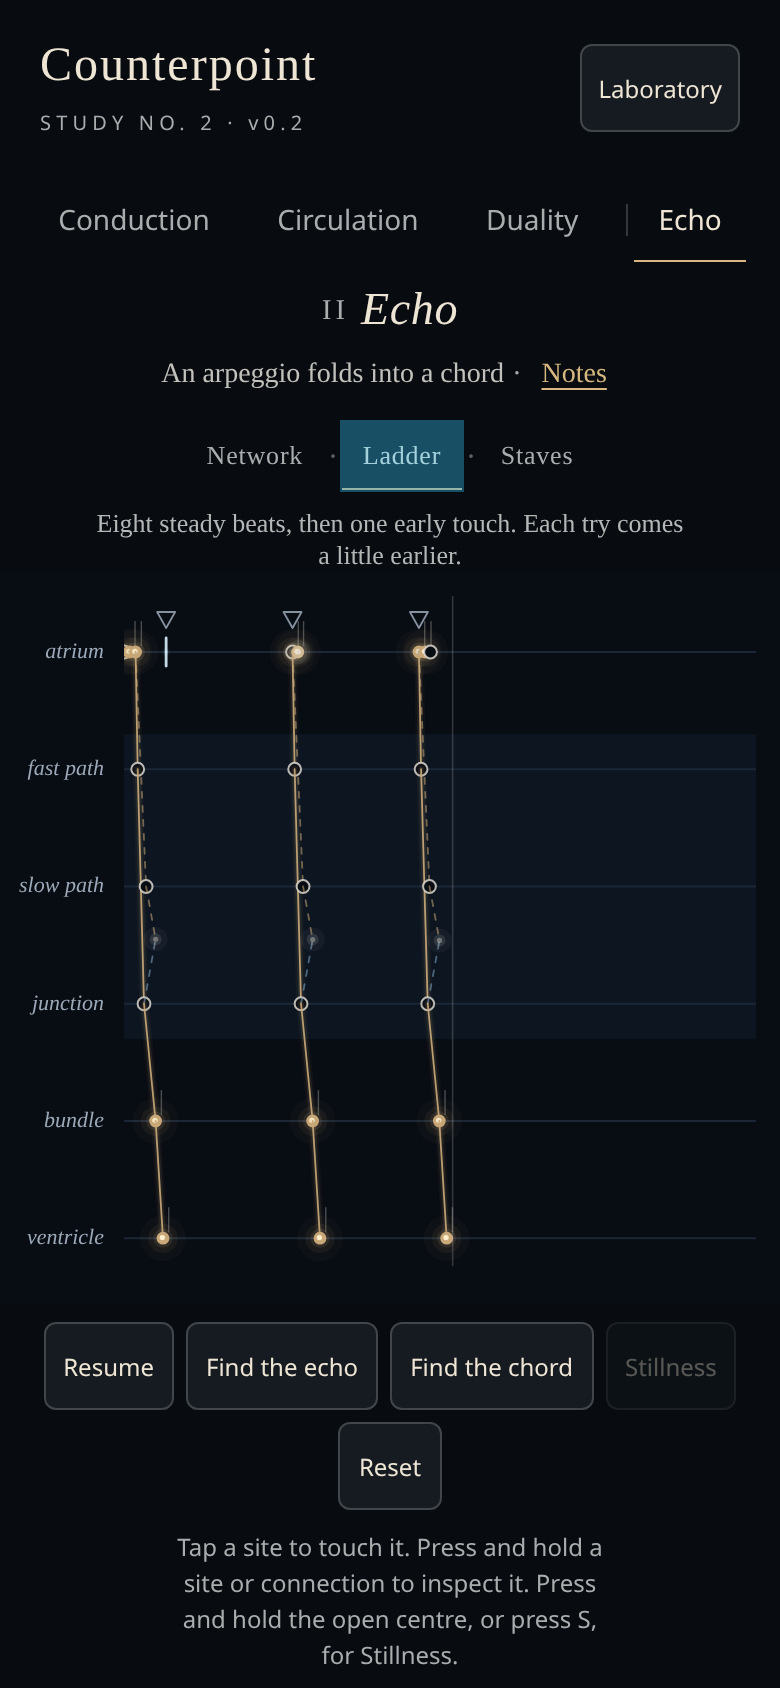 Counterpoint
STUDY NO. 2 · v0.2
Laboratory
Conduction
Circulation
Duality
Echo
II Echo
An arpeggio folds into a chord · Notes
Network · Ladder · Staves
Eight steady beats, then one early touch. Each try comes
a little earlier.
atrium
fast path
slow path
junction
bundle
ventricle
Resume
Find the echo
Find the chord
Stillness
Reset
Tap a site to touch it. Press and hold a
site or connection to inspect it. Press
and hold the open centre, or press S,
for Stillness.